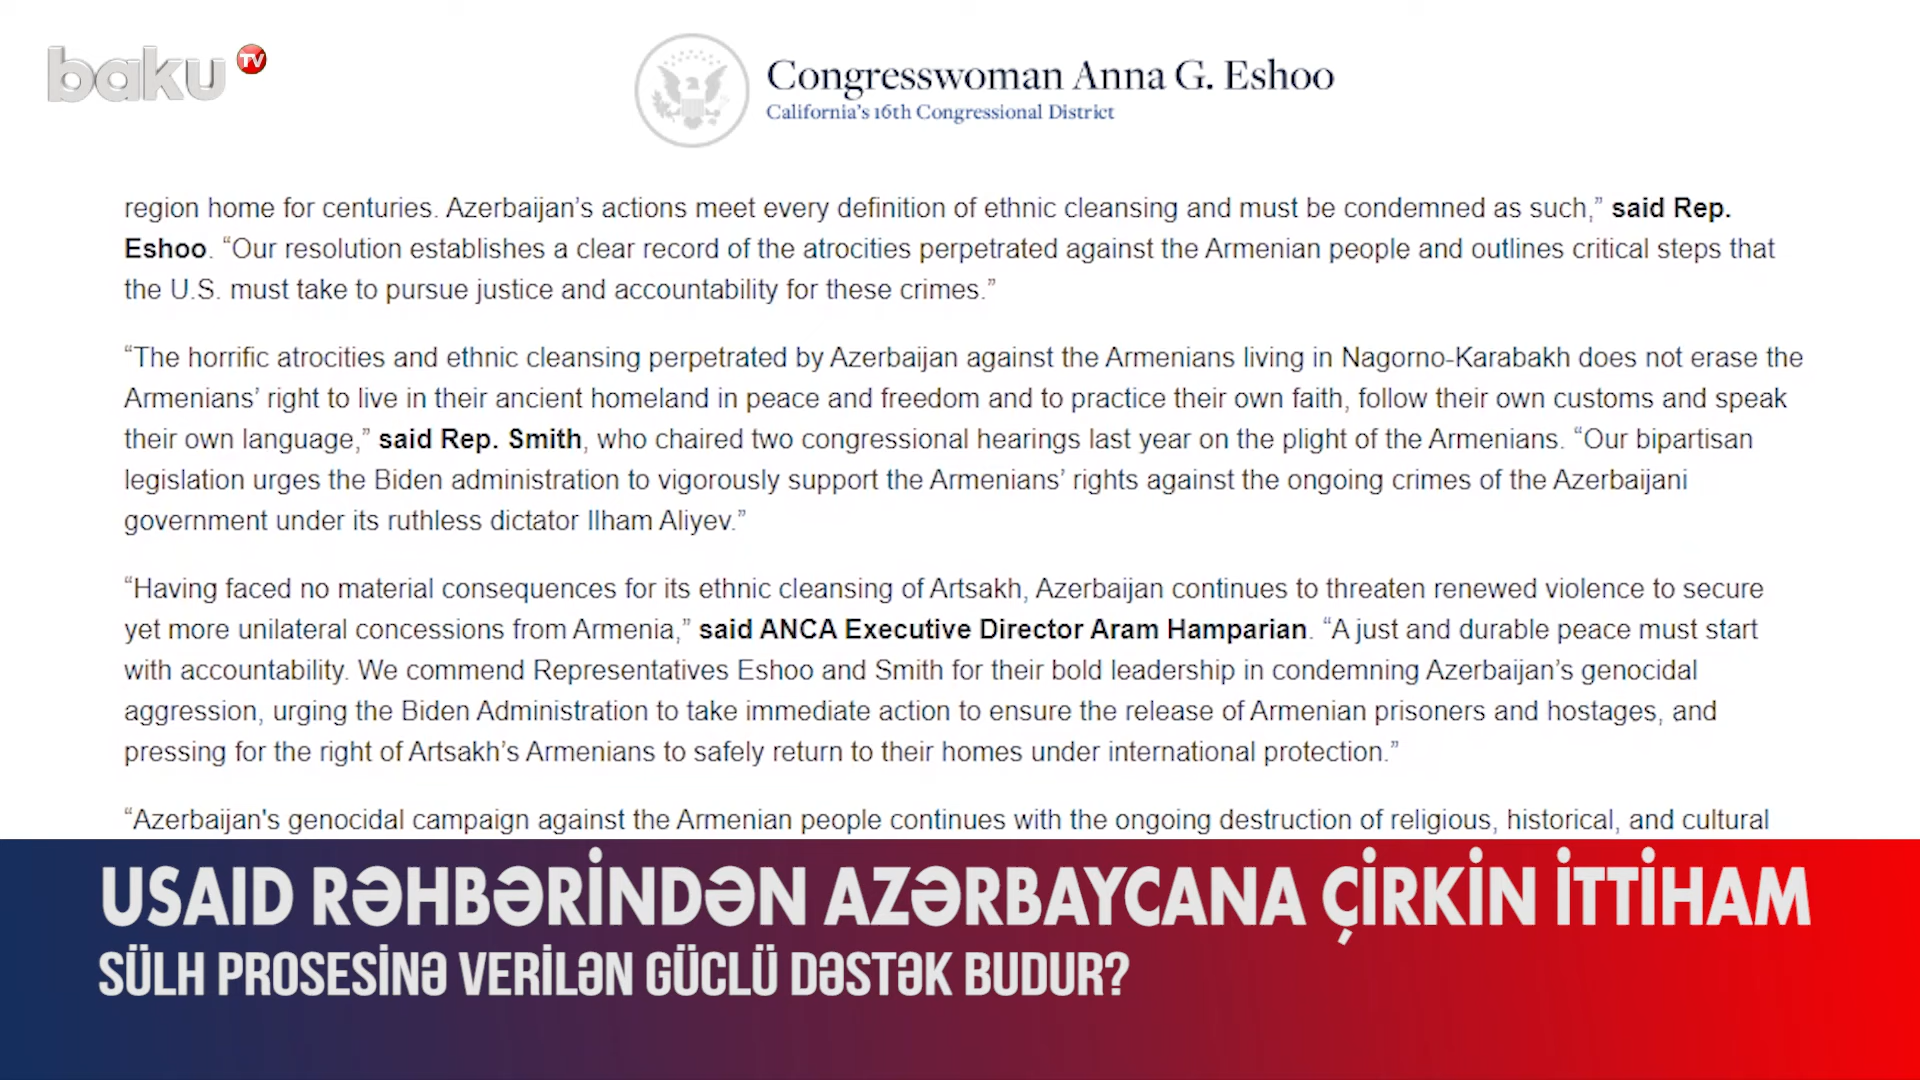 baku TV
Congresswoman Anna G. Eshoo
California's 16th Congressional District
region home for centuries. Azerbaijan’s actions meet every definition of ethnic cleansing and must be condemned as such,” said Rep.
Eshoo. “Our resolution establishes a clear record of the atrocities perpetrated against the Armenian people and outlines critical steps that
the U.S. must take to pursue justice and accountability for these crimes.”
“The horrific atrocities and ethnic cleansing perpetrated by Azerbaijan against the Armenians living in Nagorno-Karabakh does not erase the
Armenians’ right to live in their ancient homeland in peace and freedom and to practice their own faith, follow their own customs and speak
their own language,” said Rep. Smith, who chaired two congressional hearings last year on the plight of the Armenians. “Our bipartisan
legislation urges the Biden administration to vigorously support the Armenians’ rights against the ongoing crimes of the Azerbaijani
government under its ruthless dictator Ilham Aliyev.”
“Having faced no material consequences for its ethnic cleansing of Artsakh, Azerbaijan continues to threaten renewed violence to secure
yet more unilateral concessions from Armenia,” said ANCA Executive Director Aram Hamparian. “A just and durable peace must start
with accountability. We commend Representatives Eshoo and Smith for their bold leadership in condemning Azerbaijan’s genocidal
aggression, urging the Biden Administration to take immediate action to ensure the release of Armenian prisoners and hostages, and
pressing for the right of Artsakh’s Armenians to safely return to their homes under international protection.”
“Azerbaijan's genocidal campaign against the Armenian people continues with the ongoing destruction of religious, historical, and cultural
USAID RƏHBƏRİNDƏN AZƏRBAYCANA ÇİRKİN İTTİHAM
SÜLH PROSESİNƏ VERİLƏN GÜCLÜ DƏSTƏK BUDUR?